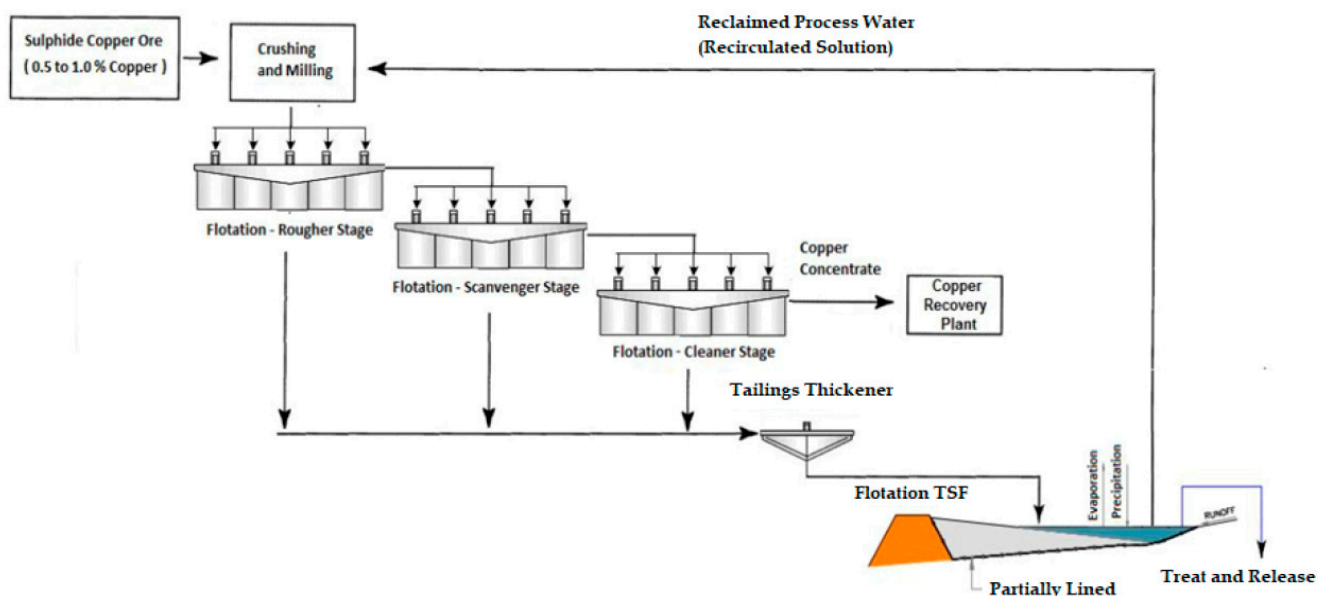 Reclaimed Process Water
(Recirculated Solution)
Sulphide Copper Ore
( 0.5 to 1.0 % Copper )
Crushing
and Milling
Flotation - Rougher Stage
Flotation - Scanvenger Stage
Copper
Concentrate
Copper
Recovery
Plant
Flotation - Cleaner Stage
Tailings Thickener
Flotation TSF
Evaporation
Precipitation
RUNOFF
Partially Lined
Treat and Release